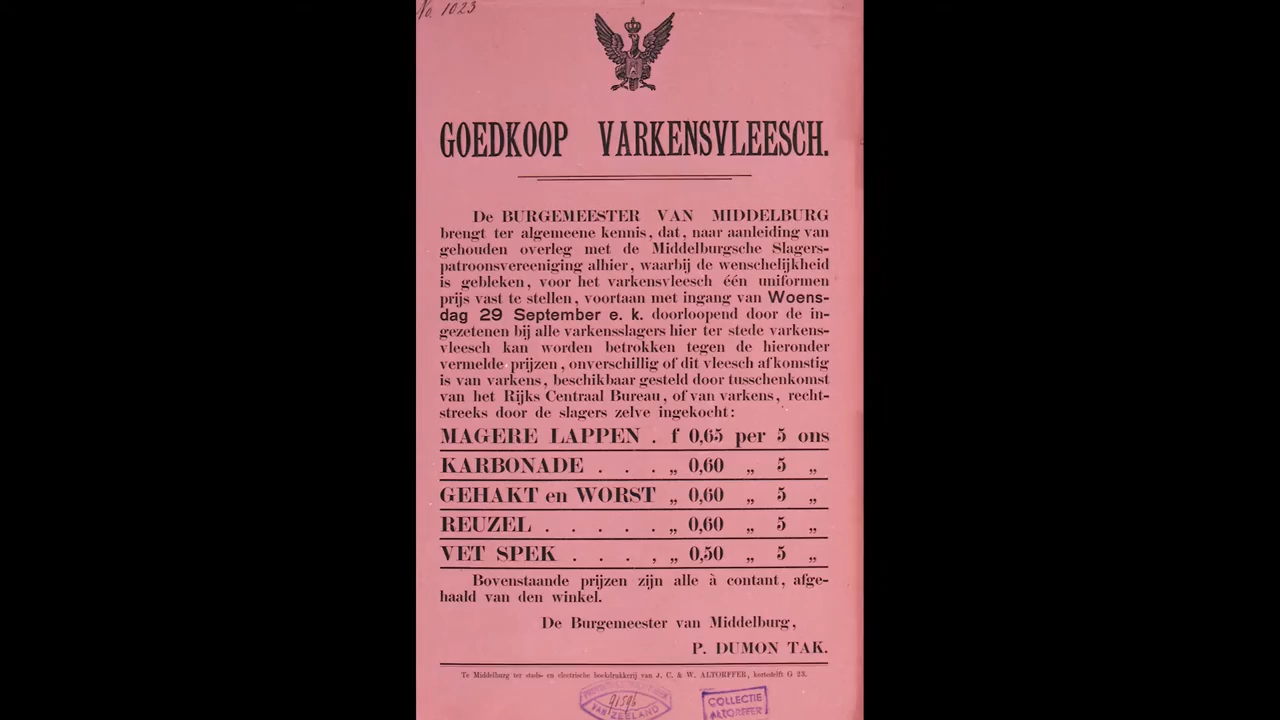 No. 1023
GOEDKOOP VARKENSVLEESCH.
De BURGEMEESTER VAN MIDDELBURG
brengt ter algemeene kennis, dat, naar aanleiding van
gehouden overleg met de Middelburgsche Slagers-
patroonsvereeniging alhier, waarbij de wenschelijkheid
is gebleken, voor het varkensvleesch één uniformen
prijs vast te stellen, voortaan met ingang van Woens-
dag 29 September e. k. doorloopend door de in-
gezetenen bij alle varkensslagers hier ter stede varkens-
vleesch kan worden betrokken tegen de hieronder
vermelde prijzen, onverschillig of dit vleesch afkomstig
is van varkens, beschikbaar gesteld door tusschenkomst
van het Rijks Centraal Bureau, of van varkens, recht-
streeks door de slagers zelve ingekocht:
MAGERE LAPPEN . f 0,65 per 5 ons
KARBONADE . . . „ 0,60 „ 5 „
GEHAKT en WORST „ 0,60 „ 5 „
REUZEL . . . . . „ 0,60 „ 5 „
VET SPEK . . . , „ 0,50 „ 5 „
Bovenstaande prijzen zijn alle à contant, afge-
haald van den winkel.
De Burgemeester van Middelburg,
P. DUMON TAK.
Te Middelburg ter stads- en electrische boekdrukkerij van J. C. & W. ALTORFFER, kortedelft G 23.
91596
VAN ZEELAND
COLLECTIE
ALTORFFER